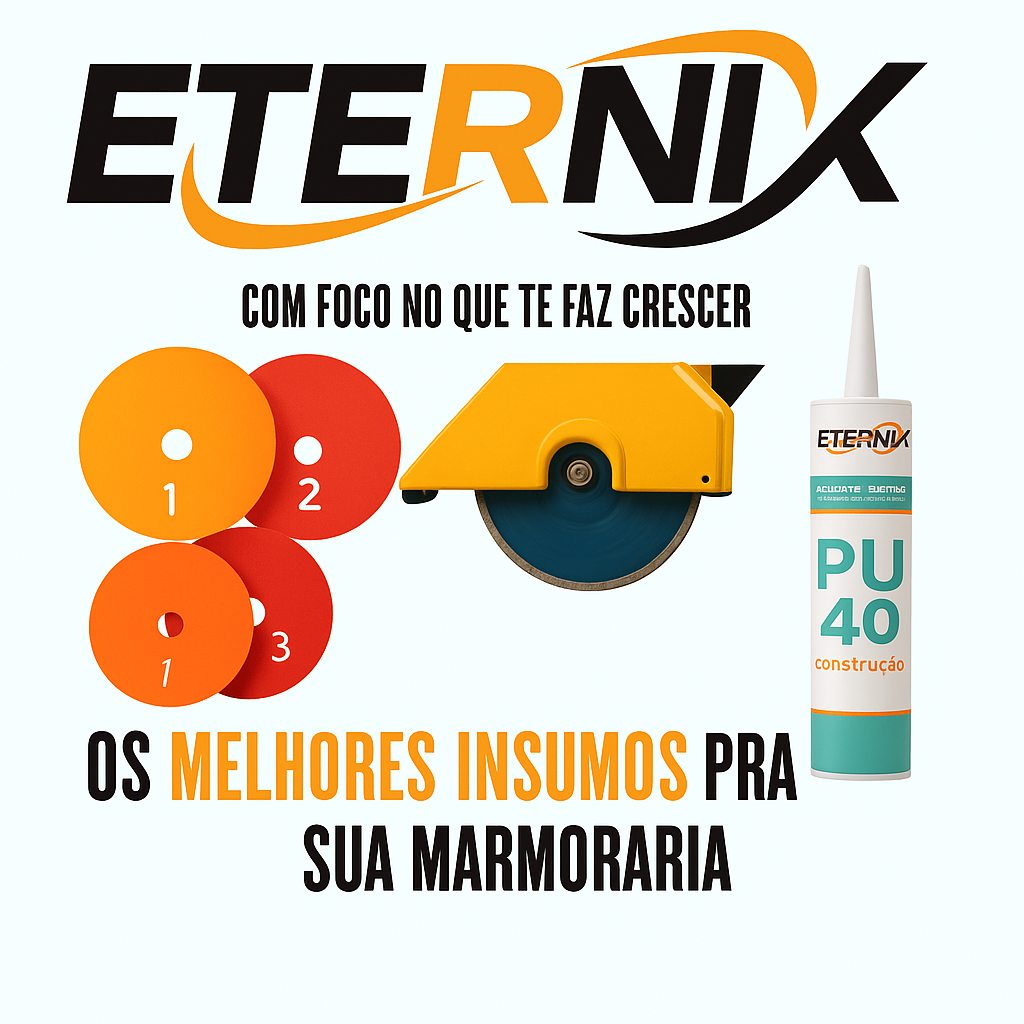 ETERNIX
COM FOCO NO QUE TE FAZ CRESCER
1
2
1
3
ETERNIX
PU
40
construção
OS MELHORES INSUMOS PRA
SUA MARMORARIA